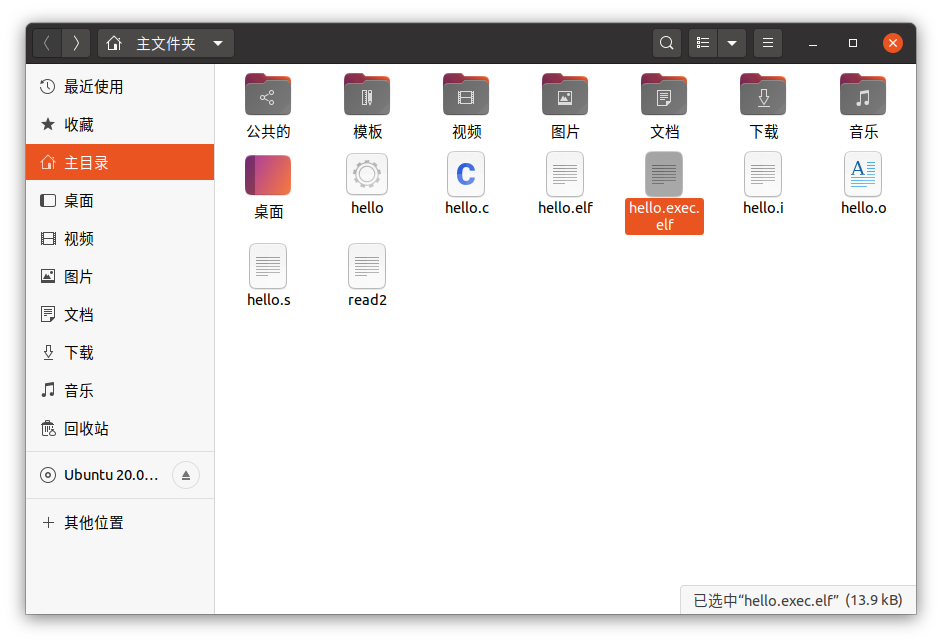 主文件夹
最近使用
收藏
主目录
桌面
视频
图片
文档
下载
音乐
回收站
Ubuntu 20.0…
其他位置
公共的
模板
视频
图片
文档
下载
音乐
桌面
hello
hello.c
hello.elf
hello.exec.
elf
hello.i
hello.o
hello.s
read2
已选中“hello.exec.elf” (13.9 kB)